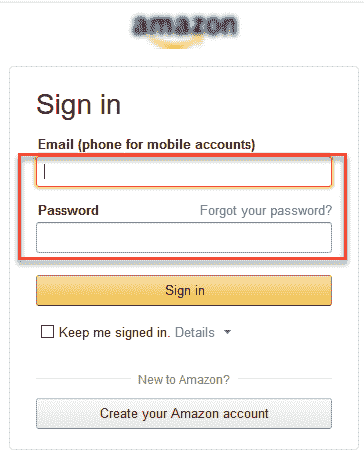 amazon
Sign in
Email (phone for mobile accounts)
Password Forgot your password?
Sign in
Keep me signed in. Details
New to Amazon?
Create your Amazon account